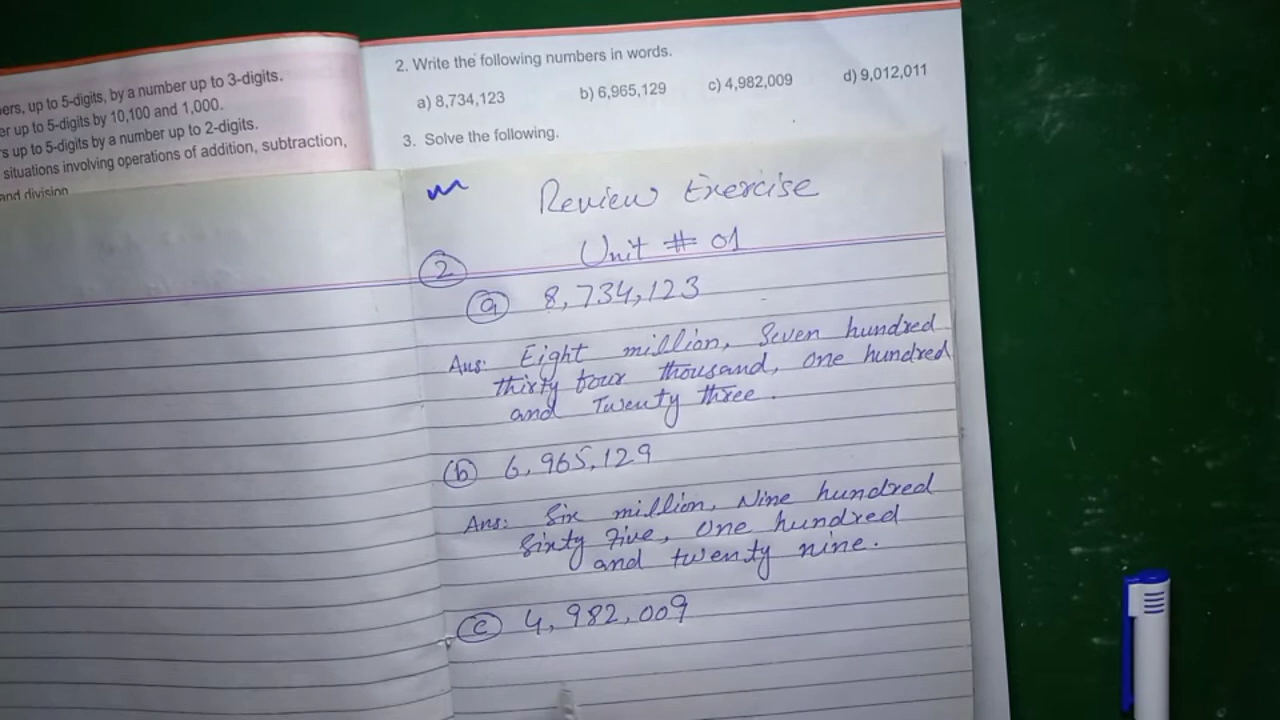 ers, up to 5-digits, by a number up to 3-digits.
er up to 5-digits by 10,100 and 1,000.
s up to 5-digits by a number up to 2-digits.
situations involving operations of addition, subtraction,
and division
2. Write the following numbers in words.
a) 8,734,123 b) 6,965,129 c) 4,982,009 d) 9,012,011
3. Solve the following.
Review Exercise
Unit # 01
2
a 8,734,123
Ans: Eight million, Seven hundred
thirty four thousand, one hundred
and Twenty three.
b 6,965,129
Ans: Six million, Nine hundred
Sixty Five, One hundred
and twenty nine.
c 4,982,009